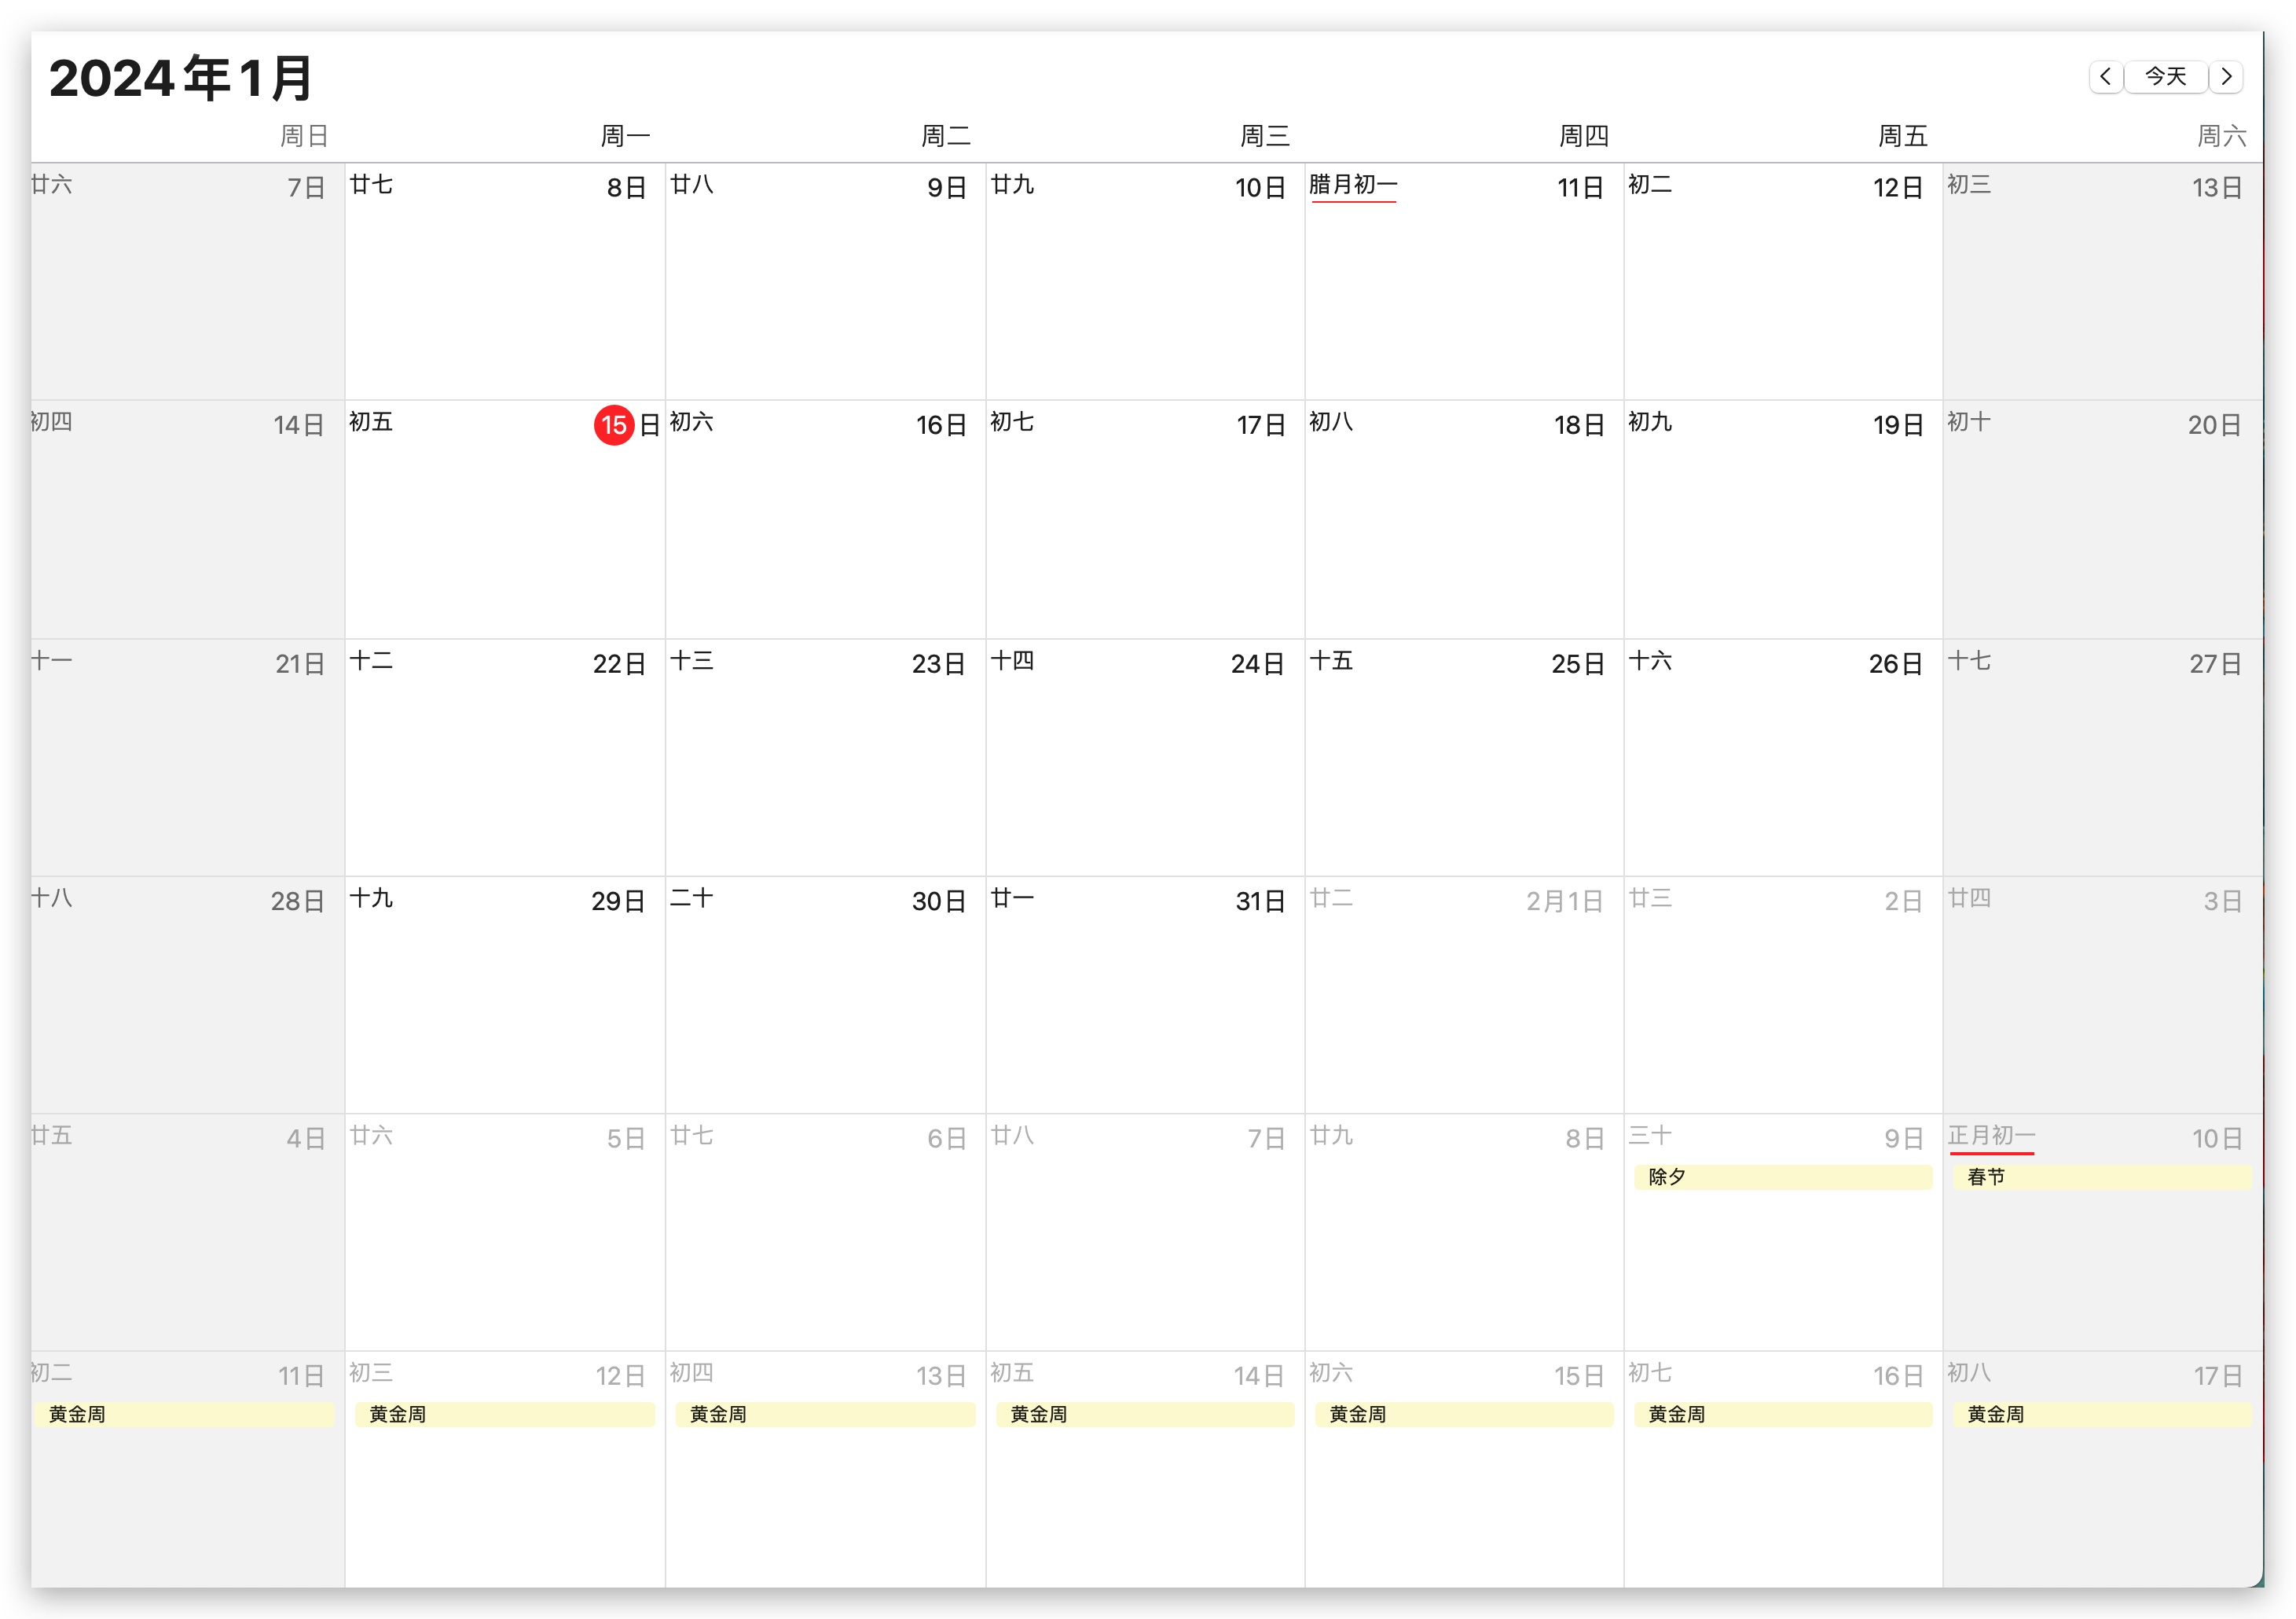 2024年1月
今天
周日 周一 周二 周三 周四 周五 周六
廿六 7日 廿七 8日 廿八 9日 廿九 10日 腊月初一 11日 初二 12日 初三 13日
初四 14日 初五 15日 初六 16日 初七 17日 初八 18日 初九 19日 初十 20日
十一 21日 十二 22日 十三 23日 十四 24日 十五 25日 十六 26日 十七 27日
十八 28日 十九 29日 二十 30日 廿一 31日 廿二 2月1日 廿三 2日 廿四 3日
廿五 4日 廿六 5日 廿七 6日 廿八 7日 廿九 8日 三十 9日 正月初一 10日
除夕 春节
初二 11日 初三 12日 初四 13日 初五 14日 初六 15日 初七 16日 初八 17日
黄金周 黄金周 黄金周 黄金周 黄金周 黄金周 黄金周